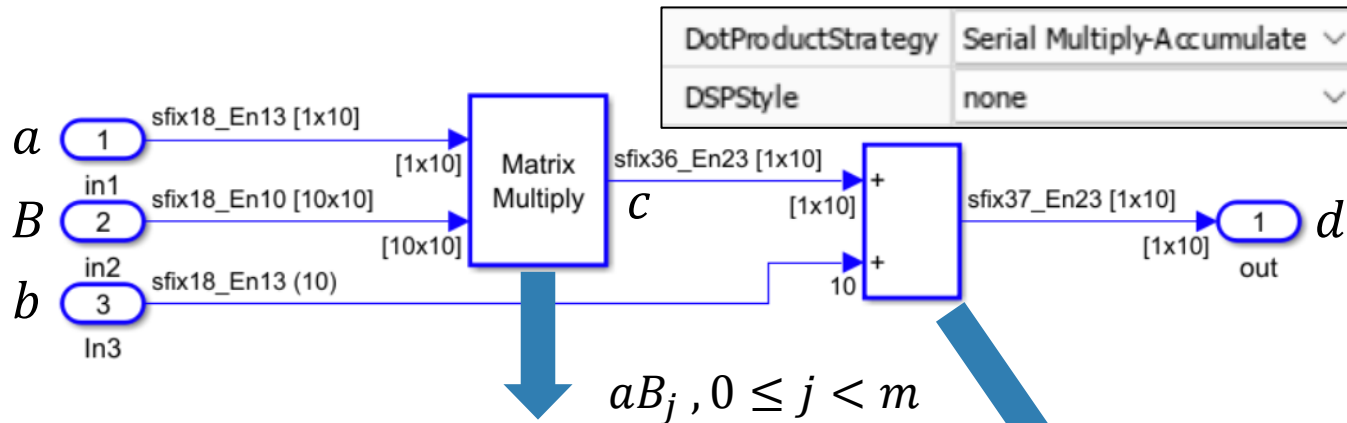 DotProductStrategy Serial Multiply-Accumulate
DSPStyle none
a 1 sfix18_En13 [1x10] [1x10]
in1
B 2 sfix18_En10 [10x10] [10x10]
in2
b 3 sfix18_En13 (10) 10
In3
Matrix
Multiply
sfix36_En23 [1x10]
c [1x10]
+
+
sfix37_En23 [1x10]
[1x10]
1 d
out
aB_j , 0 ≤ j < m